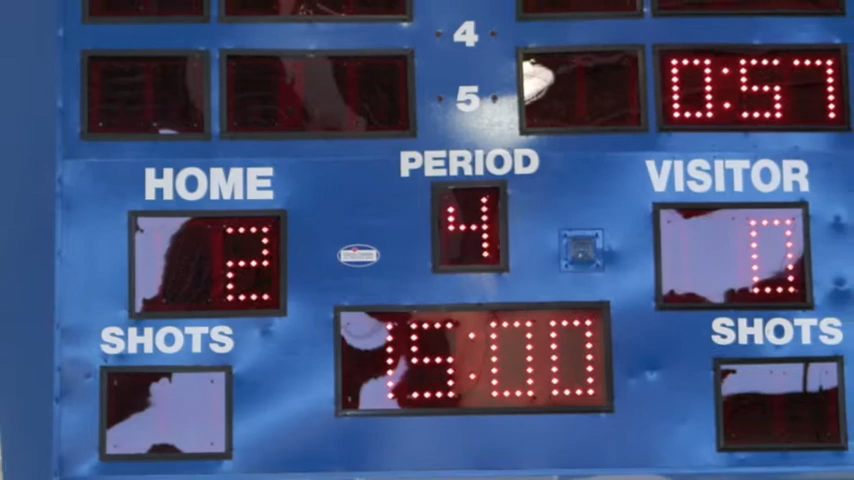 4
5 0:57
HOME PERIOD VISITOR
2 4 0
SHOTS 15:00 SHOTS